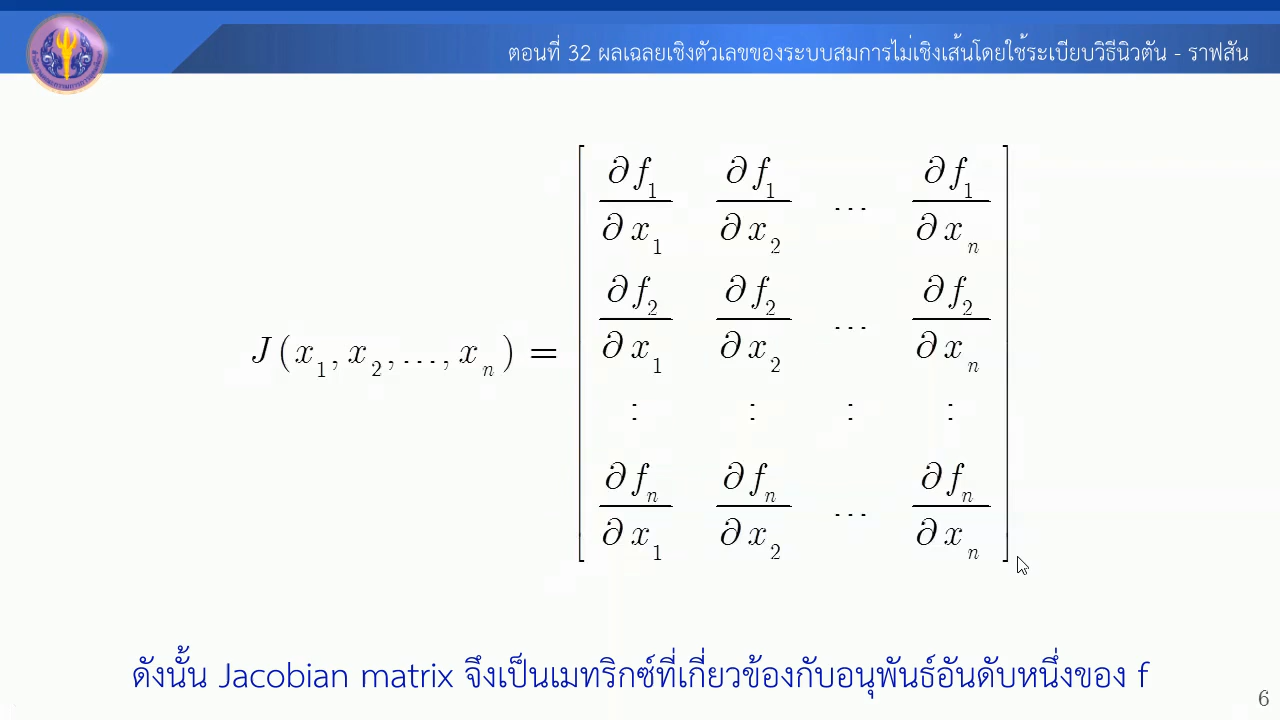 ตอนที่ 32 ผลเฉลยเชิงตัวเลขของระบบสมการไม่เชิงเส้นโดยใช้ระเบียบวิธีนิวตัน - ราฟสัน
∂f₁/∂x₁ ∂f₁/∂x₂ ... ∂f₁/∂xₙ
∂f₂/∂x₁ ∂f₂/∂x₂ ... ∂f₂/∂xₙ
J(x₁, x₂, ..., xₙ) =
: : : :
∂fₙ/∂x₁ ∂fₙ/∂x₂ ... ∂fₙ/∂xₙ
ดังนั้น Jacobian matrix จึงเป็นเมทริกซ์ที่เกี่ยวข้องกับอนุพันธ์อันดับหนึ่งของ f
6